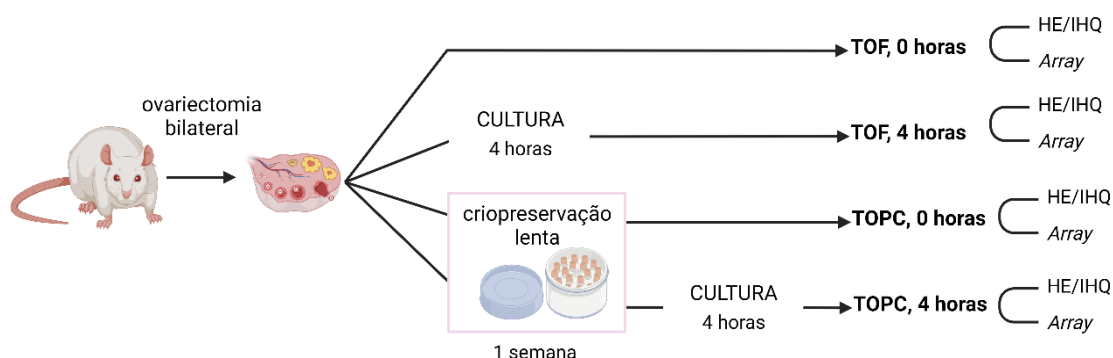 ovariectomia
bilateral
TOF, 0 horas
HE/IHQ
Array
CULTURA
4 horas
TOF, 4 horas
HE/IHQ
Array
criopreservação
lenta
1 semana
TOPC, 0 horas
HE/IHQ
Array
CULTURA
4 horas
TOPC, 4 horas
HE/IHQ
Array